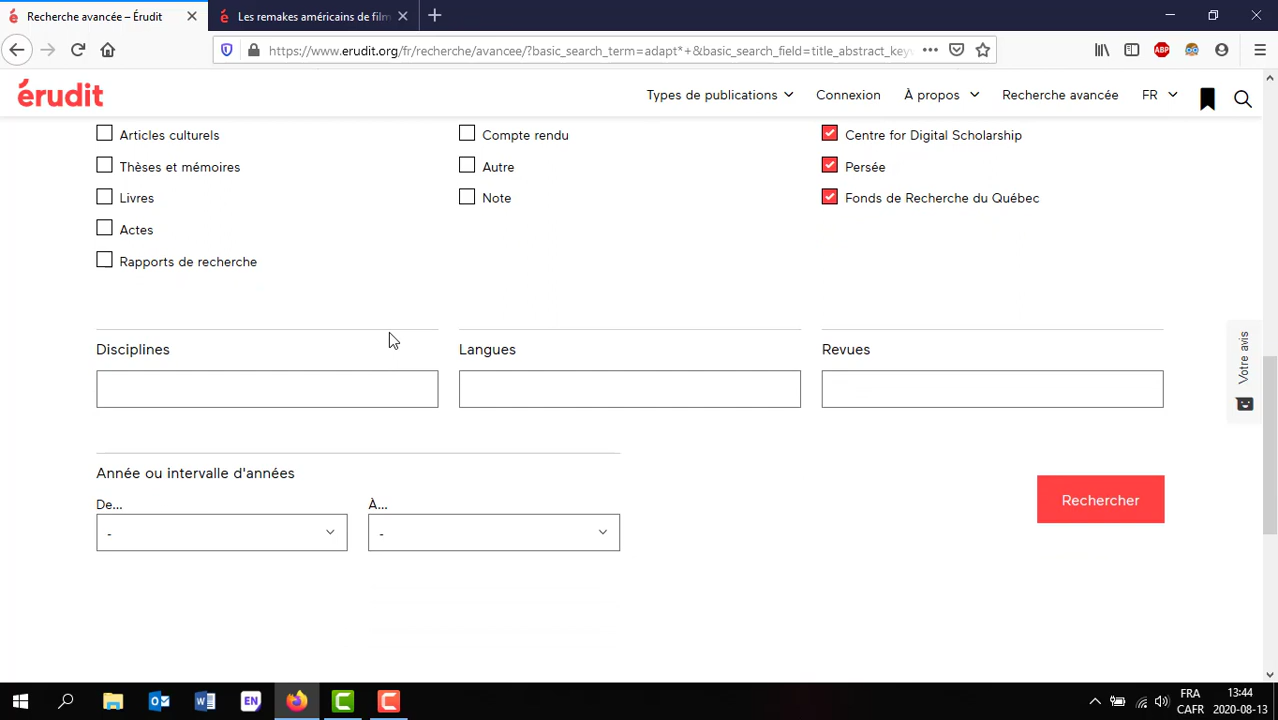 Recherche avancée – Érudit
Les remakes américains de film
https://www.erudit.org/fr/recherche/avancee/?basic_search_term=adapt*+&basic_search_field=title_abstract_key
ABP
érudit
Types de publications
Connexion
À propos
Recherche avancée
FR
Articles culturels
Compte rendu
Centre for Digital Scholarship
Thèses et mémoires
Autre
Persée
Livres
Note
Fonds de Recherche du Québec
Actes
Rapports de recherche
Votre avis
Disciplines
Langues
Revues
Année ou intervalle d'années
De...
À...
-
-
Rechercher
EN
FRA
CAFR
13:44
2020-08-13